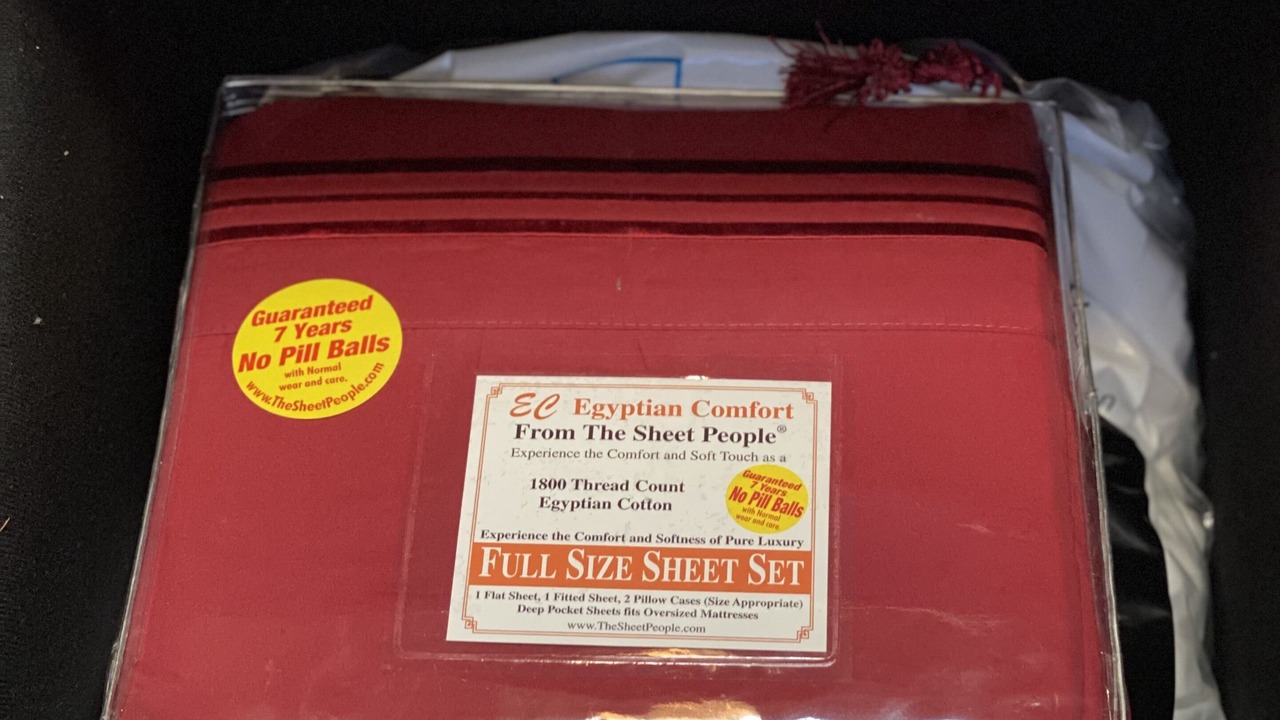 Guaranteed
7 Years
No Pill Balls
with Normal
wear and care.
www.TheSheetPeople.com
EC Egyptian Comfort
From The Sheet People®
Experience the Comfort and Soft Touch as a
1800 Thread Count
Egyptian Cotton
Guaranteed
7 Years
No Pill Balls
with Normal
wear and care.
Experience the Comfort and Softness of Pure Luxury
FULL SIZE SHEET SET
1 Flat Sheet, 1 Fitted Sheet, 2 Pillow Cases (Size Appropriate)
Deep Pocket Sheets fits Oversized Mattresses
www.TheSheetPeople.com